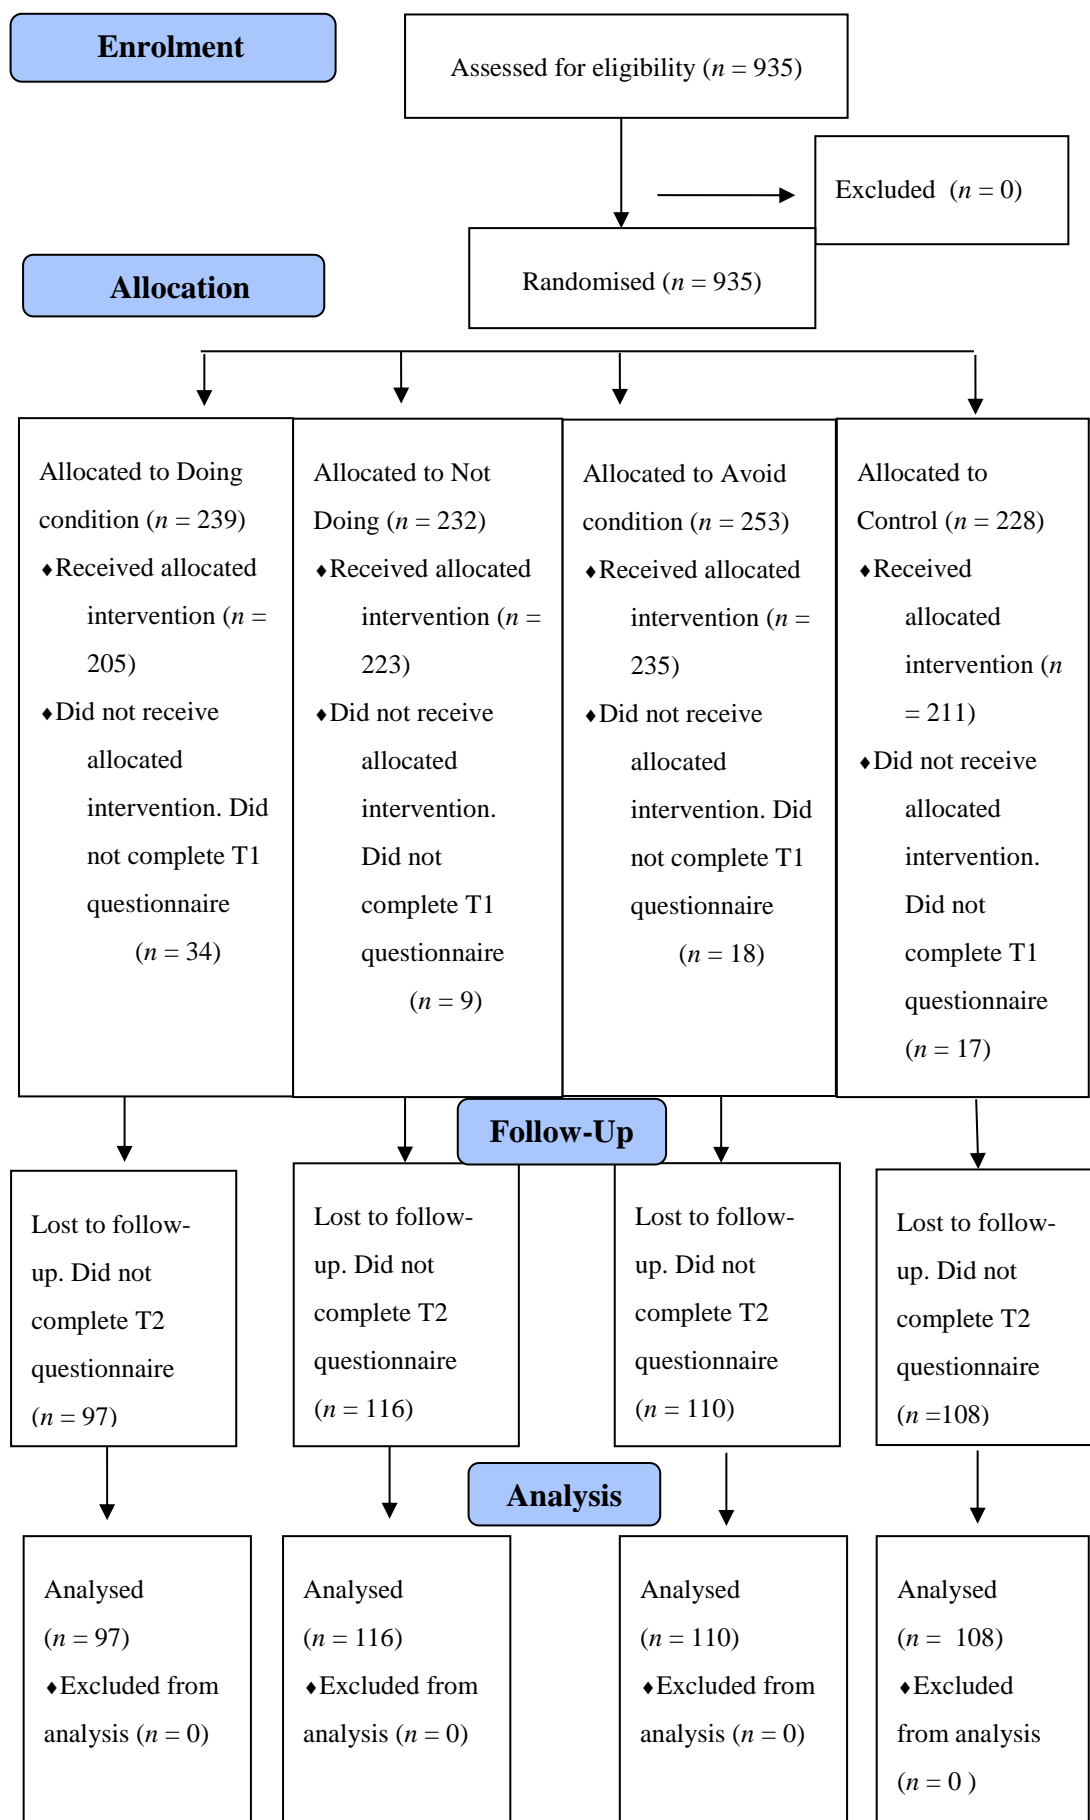 Enrolment
Assessed for eligibility (n = 935)
Excluded (n = 0)
Randomised (n = 935)
Allocation
Allocated to Doing
condition (n = 239)
♦Received allocated
intervention (n =
205)
♦Did not receive
allocated
intervention. Did
not complete T1
questionnaire
(n = 34)
Allocated to Not
Doing (n = 232)
♦Received allocated
intervention (n =
223)
♦Did not receive
allocated
intervention.
Did not
complete T1
questionnaire
(n = 9)
Allocated to Avoid
condition (n = 253)
♦Received allocated
intervention (n =
235)
♦Did not receive
allocated
intervention. Did
not complete T1
questionnaire
(n = 18)
Allocated to
Control (n = 228)
♦Received
allocated
intervention (n
= 211)
♦Did not receive
allocated
intervention.
Did not
complete T1
questionnaire
(n = 17)
Follow-Up
Lost to follow-
up. Did not
complete T2
questionnaire
(n = 97)
Lost to follow-
up. Did not
complete T2
questionnaire
(n = 116)
Lost to follow-
up. Did not
complete T2
questionnaire
(n = 110)
Lost to follow-
up. Did not
complete T2
questionnaire
(n =108)
Analysis
Analysed
(n = 97)
♦Excluded from
analysis (n = 0)
Analysed
(n = 116)
♦Excluded from
analysis (n = 0)
Analysed
(n = 110)
♦Excluded from
analysis (n = 0)
Analysed
(n = 108)
♦Excluded
from analysis
(n = 0 )